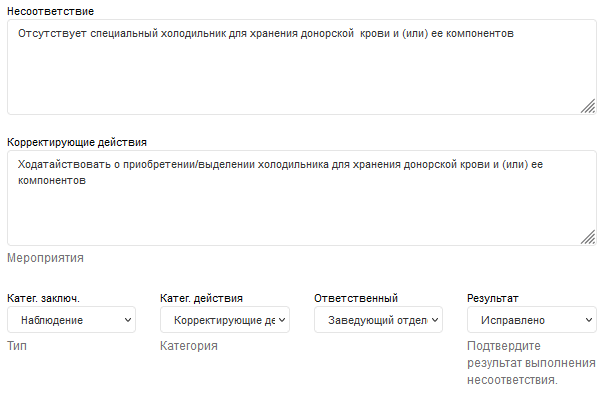 Несоответствие
Отсутствует специальный холодильник для хранения донорской  крови и (или) ее компонентов
Корректирующие действия
Ходатайствовать о приобретении/выделении холодильника для хранения донорской крови и (или) ее
компонентов
Мероприятия
Катег. заключ.
Катег. действия
Ответственный
Результат
Наблюдение
Корректирующие де
Заведующий отдел
Исправлено
Тип
Категория
Подтвердите
результат выполнения
несоответствия.